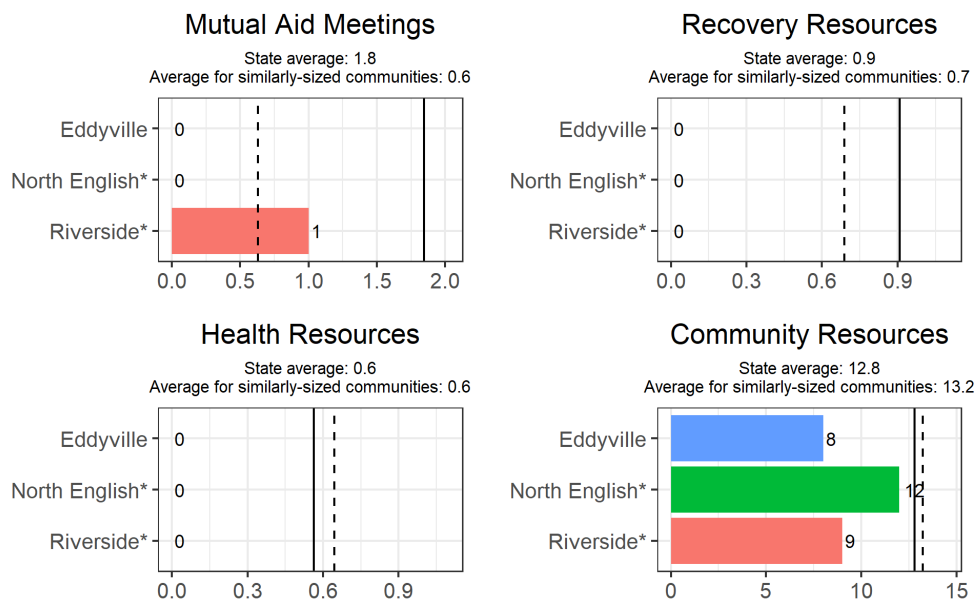 Mutual Aid Meetings
State average: 1.8
Average for similarly-sized communities: 0.6
Eddyville
0
North English*
0
Riverside*
1
0.0 0.5 1.0 1.5 2.0
Recovery Resources
State average: 0.9
Average for similarly-sized communities: 0.7
Eddyville
0
North English*
0
Riverside*
0
0.0 0.3 0.6 0.9
Health Resources
State average: 0.6
Average for similarly-sized communities: 0.6
Eddyville
0
North English*
0
Riverside*
0
0.0 0.3 0.6 0.9
Community Resources
State average: 12.8
Average for similarly-sized communities: 13.2
Eddyville
8
North English*
12
Riverside*
9
0 5 10 15